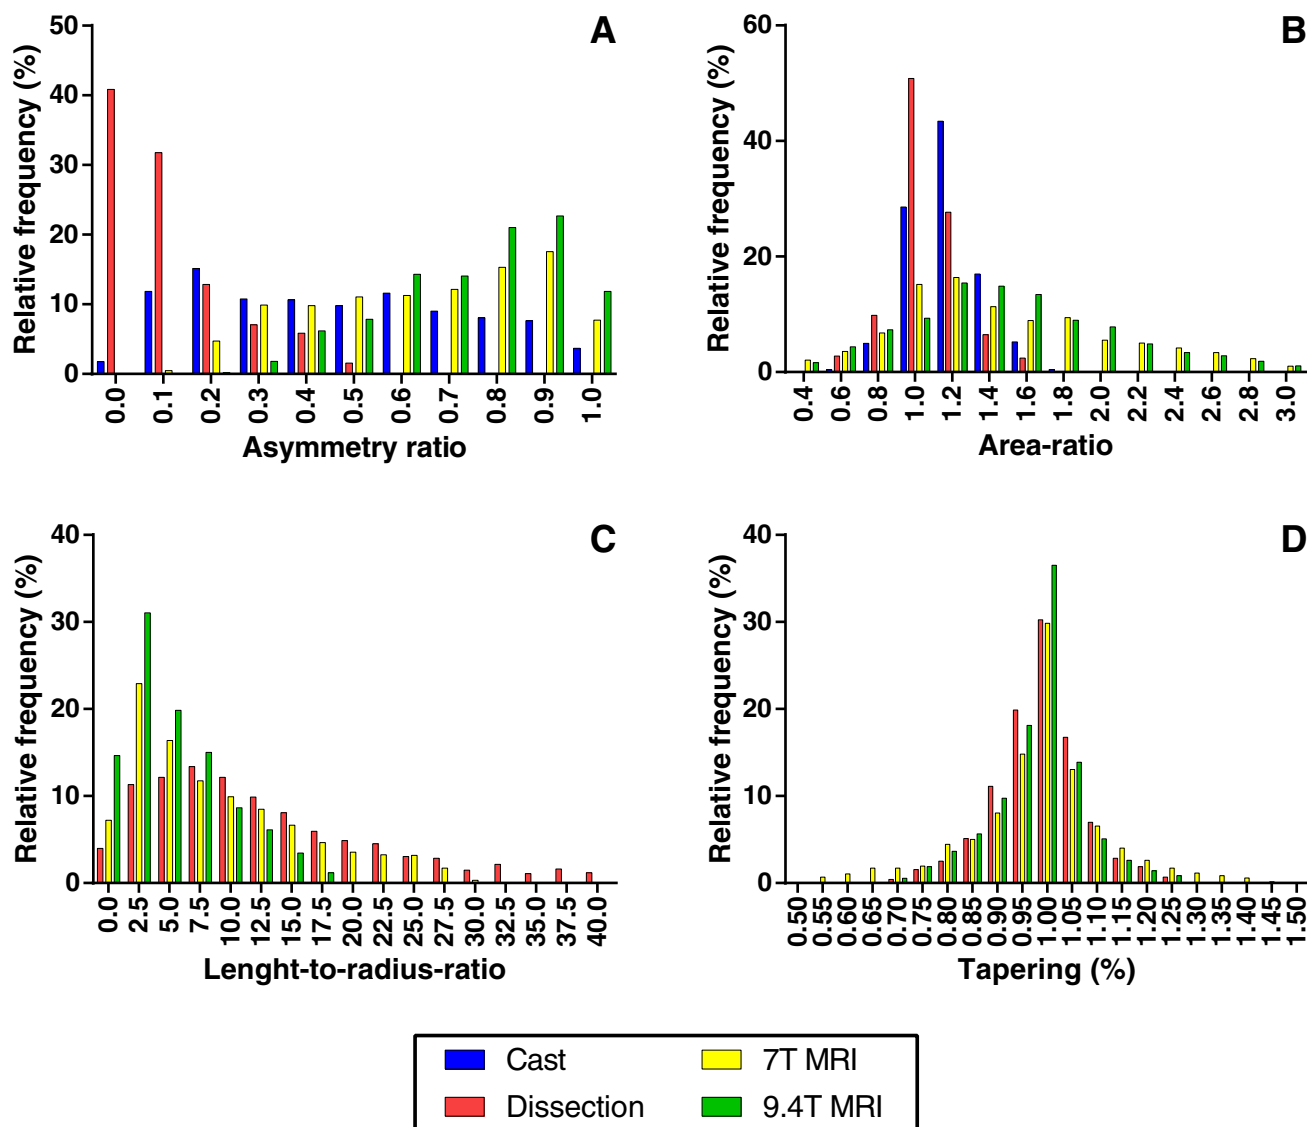 A
Relative frequency (%)
50
40
30
20
10
0
0.0 0.1 0.2 0.3 0.4 0.5 0.6 0.7 0.8 0.9 1.0
Asymmetry ratio
B
Relative frequency (%)
60
40
20
0
0.4 0.6 0.8 1.0 1.2 1.4 1.6 1.8 2.0 2.2 2.4 2.6 2.8 3.0
Area-ratio
C
Relative frequency (%)
40
30
20
10
0
0.0 2.5 5.0 7.5 10.0 12.5 15.0 17.5 20.0 22.5 25.0 27.5 30.0 32.5 35.0 37.5 40.0
Lenght-to-radius-ratio
D
Relative frequency (%)
40
30
20
10
0
0.50 0.55 0.60 0.65 0.70 0.75 0.80 0.85 0.90 0.95 1.00 1.05 1.10 1.15 1.20 1.25 1.30 1.35 1.40 1.45 1.50
Tapering (%)
Cast
7T MRI
Dissection
9.4T MRI